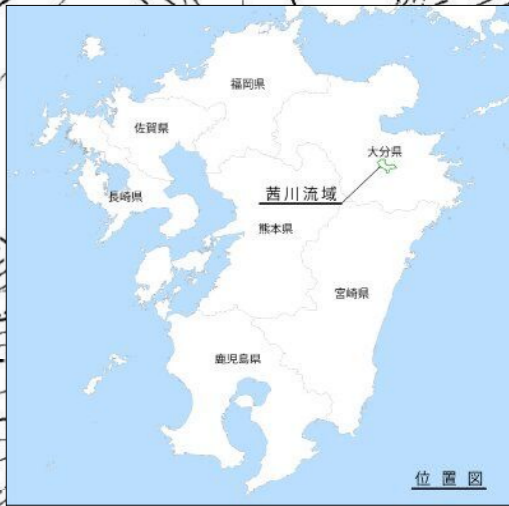 福岡県
佐賀県
大分県
長崎県
茜川流域
熊本県
宮崎県
鹿児島県
位置図